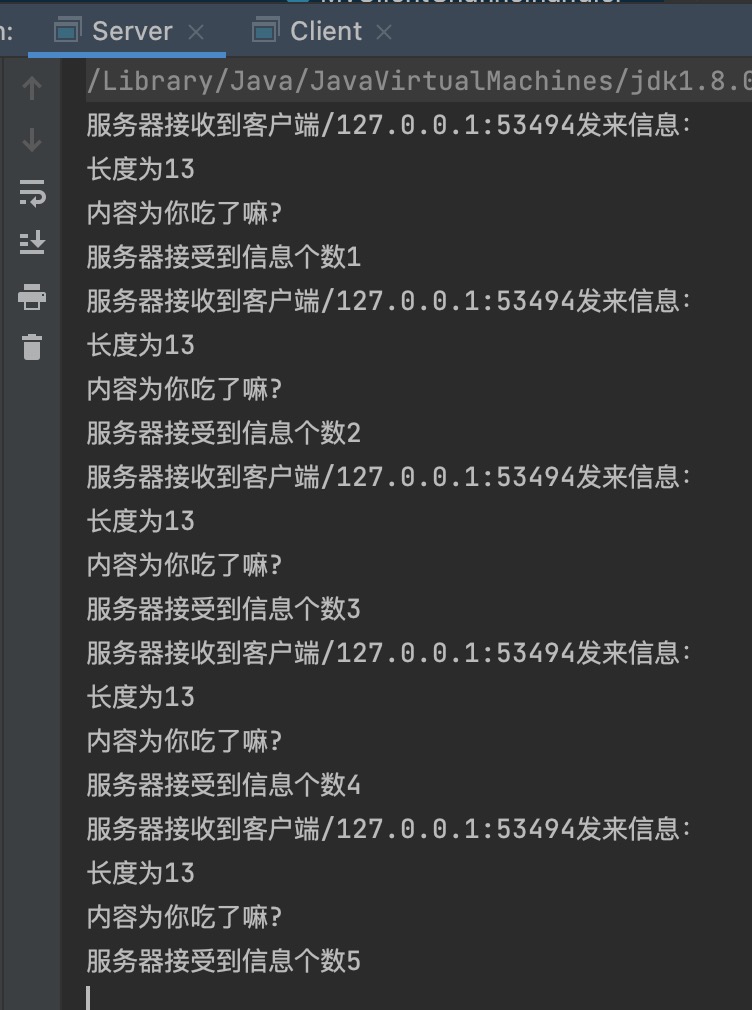 Server
Client
/Library/Java/JavaVirtualMachines/jdk1.8.0
服务器接收到客户端/127.0.0.1:53494发来信息:
长度为13
内容为你吃了嘛?
服务器接受到信息个数1
服务器接收到客户端/127.0.0.1:53494发来信息:
长度为13
内容为你吃了嘛?
服务器接受到信息个数2
服务器接收到客户端/127.0.0.1:53494发来信息:
长度为13
内容为你吃了嘛?
服务器接受到信息个数3
服务器接收到客户端/127.0.0.1:53494发来信息:
长度为13
内容为你吃了嘛?
服务器接受到信息个数4
服务器接收到客户端/127.0.0.1:53494发来信息:
长度为13
内容为你吃了嘛?
服务器接受到信息个数5